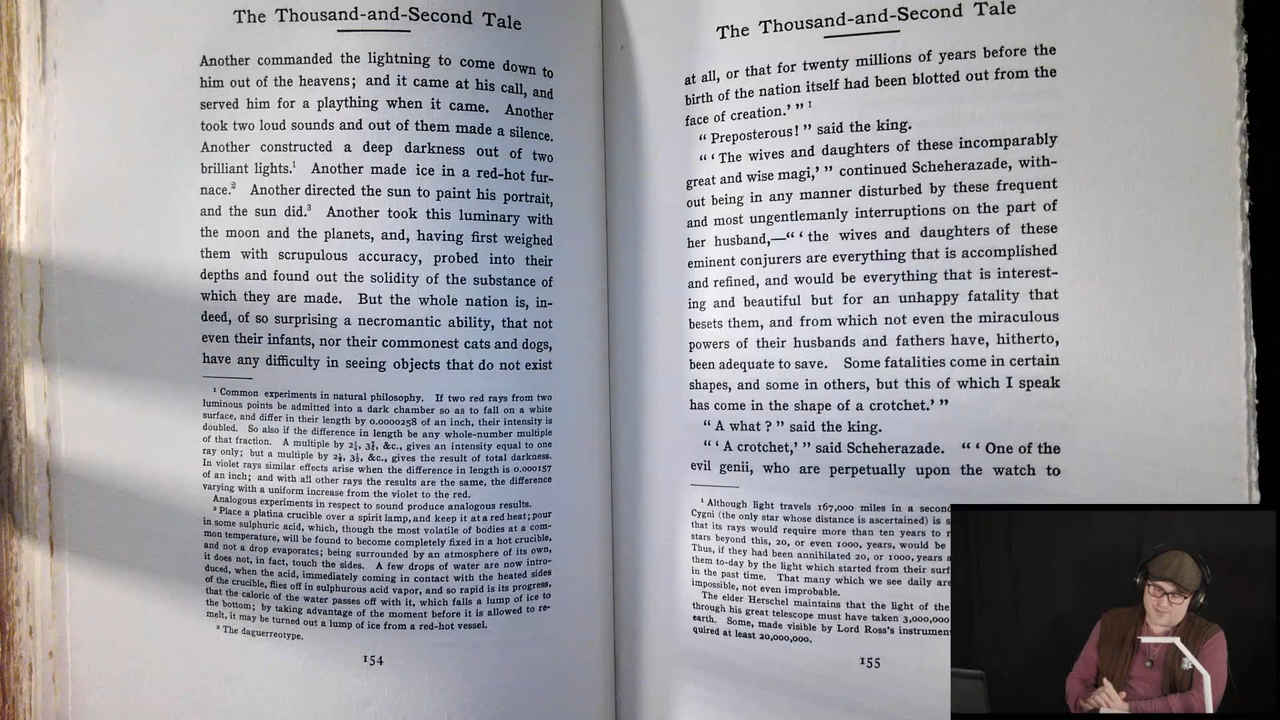 The Thousand-and-Second Tale
Another commanded the lightning to come down to
him out of the heavens; and it came at his call, and
served him for a plaything when it came. Another
took two loud sounds and out of them made a silence.
Another constructed a deep darkness out of two
brilliant lights.¹ Another made ice in a red-hot fur-
nace.² Another directed the sun to paint his portrait,
and the sun did.³ Another took this luminary with
the moon and the planets, and, having first weighed
them with scrupulous accuracy, probed into their
depths and found out the solidity of the substance of
which they are made. But the whole nation is, in-
deed, of so surprising a necromantic ability, that not
even their infants, nor their commonest cats and dogs,
have any difficulty in seeing objects that do not exist
¹ Common experiments in natural philosophy. If two red rays from two
luminous points be admitted into a dark chamber so as to fall on a white
surface, and differ in their length by 0.0000258 of an inch, their intensity is
doubled. So also if the difference in length be any whole-number multiple
of that fraction. A multiple by 2¼, 3¼, &c., gives an intensity equal to one
ray only; but a multiple by 2½, 3½, &c., gives the result of total darkness.
In violet rays similar effects arise when the difference in length is 0.000157
of an inch; and with all other rays the results are the same, the difference
varying with a uniform increase from the violet to the red.
Analogous experiments in respect to sound produce analogous results.
² Place a platina crucible over a spirit lamp, and keep it at a red heat; pour
in some sulphuric acid, which, though the most volatile of bodies at a com-
mon temperature, will be found to become completely fixed in a hot crucible,
and not a drop evaporates; being surrounded by an atmosphere of its own,
it does not, in fact, touch the sides. A few drops of water are now intro-
duced, when the acid, immediately coming in contact with the heated sides
of the crucible, flies off in sulphurous acid vapor, and so rapid is its progress,
that the caloric of the water passes off with it, which falls a lump of ice to
the bottom; by taking advantage of the moment before it is allowed to re-
melt, it may be turned out a lump of ice from a red-hot vessel.
³ The daguerreotype.
154
The Thousand-and-Second Tale
at all, or that for twenty millions of years before the
birth of the nation itself had been blotted out from the
face of creation.’ ” ¹
“ Preposterous! ” said the king.
“ ‘ The wives and daughters of these incomparably
great and wise magi,’ ” continued Scheherazade, with-
out being in any manner disturbed by these frequent
and most ungentlemanly interruptions on the part of
her husband,—“ ‘ the wives and daughters of these
eminent conjurers are everything that is accomplished
and refined, and would be everything that is interest-
ing and beautiful but for an unhappy fatality that
besets them, and from which not even the miraculous
powers of their husbands and fathers have, hitherto,
been adequate to save. Some fatalities come in certain
shapes, and some in others, but this of which I speak
has come in the shape of a crotchet.’ ”
“ A what ? ” said the king.
“ ‘ A crotchet,’ ” said Scheherazade. “ ‘ One of the
evil genii, who are perpetually upon the watch to
¹ Although light travels 167,000 miles in a second
Cygni (the only star whose distance is ascertained) is s
that its rays would require more than ten years to r
stars beyond this, 20, or even 1000, years, would be
Thus, if they had been annihilated 20, or 1000, years a
them to-day by the light which started from their surf
in the past time. That many which we see daily are
impossible, not even improbable.
The elder Herschel maintains that the light of the
through his great telescope must have taken 3,000,000
earth. Some, made visible by Lord Ross's instrumen
quired at least 20,000,000.
155